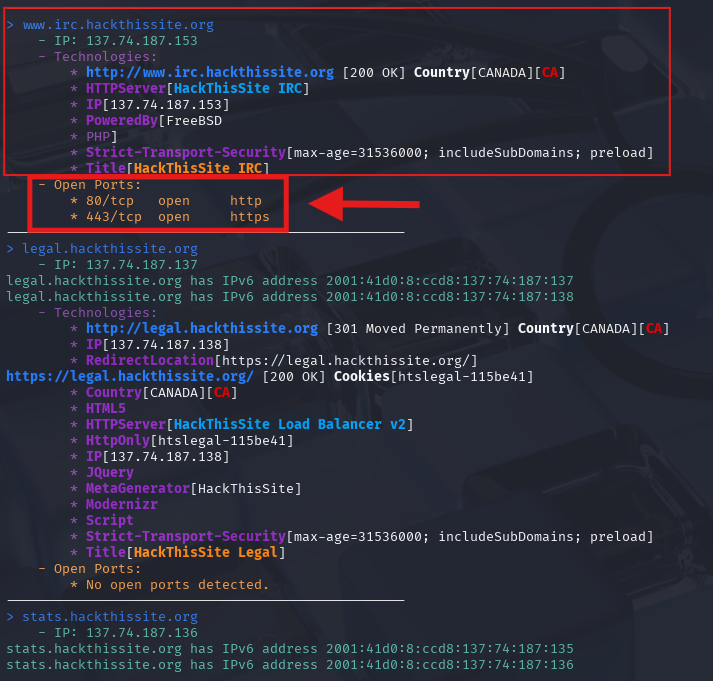 > www.irc.hackthissite.org
- IP: 137.74.187.153
- Technologies:
* http://www.irc.hackthissite.org [200 OK] Country[CANADA][CA]
* HTTPServer[HackThisSite IRC]
* IP[137.74.187.153]
* PoweredBy[FreeBSD
* PHP]
* Strict-Transport-Security[max-age=31536000; includeSubDomains; preload]
* Title[HackThisSite IRC]
- Open Ports:
* 80/tcp open http
* 443/tcp open https
> legal.hackthissite.org
- IP: 137.74.187.137
legal.hackthissite.org has IPv6 address 2001:41d0:8:ccd8:137:74:187:137
legal.hackthissite.org has IPv6 address 2001:41d0:8:ccd8:137:74:187:138
- Technologies:
* http://legal.hackthissite.org [301 Moved Permanently] Country[CANADA][CA]
* IP[137.74.187.138]
* RedirectLocation[https://legal.hackthissite.org/]
https://legal.hackthissite.org/ [200 OK] Cookies[htslegal-115be41]
* Country[CANADA][CA]
* HTML5
* HTTPServer[HackThisSite Load Balancer v2]
* HttpOnly[htslegal-115be41]
* IP[137.74.187.138]
* JQuery
* MetaGenerator[HackThisSite]
* Modernizr
* Script
* Strict-Transport-Security[max-age=31536000; includeSubDomains; preload]
* Title[HackThisSite Legal]
- Open Ports:
* No open ports detected.
> stats.hackthissite.org
- IP: 137.74.187.136
stats.hackthissite.org has IPv6 address 2001:41d0:8:ccd8:137:74:187:135
stats.hackthissite.org has IPv6 address 2001:41d0:8:ccd8:137:74:187:136